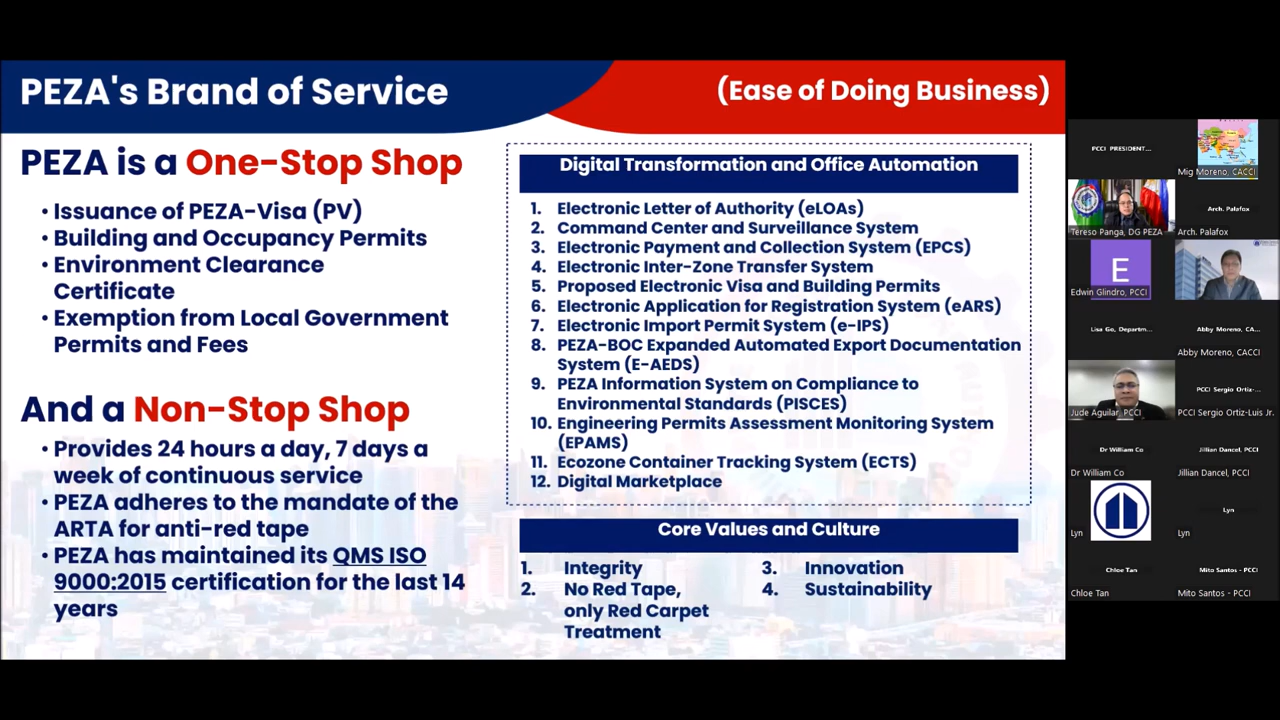 PEZA's Brand of Service
(Ease of Doing Business)
PEZA is a One-Stop Shop
• Issuance of PEZA-Visa (PV)
• Building and Occupancy Permits
• Environment Clearance
Certificate
• Exemption from Local Government
Permits and Fees
And a Non-Stop Shop
• Provides 24 hours a day, 7 days a
week of continuous service
• PEZA adheres to the mandate of the
ARTA for anti-red tape
• PEZA has maintained its QMS ISO
9000:2015 certification for the last 14
years
Digital Transformation and Office Automation
1. Electronic Letter of Authority (eLOAs)
2. Command Center and Surveillance System
3. Electronic Payment and Collection System (EPCS)
4. Electronic Inter-Zone Transfer System
5. Proposed Electronic Visa and Building Permits
6. Electronic Application for Registration System (eARS)
7. Electronic Import Permit System (e-IPS)
8. PEZA-BOC Expanded Automated Export Documentation
System (E-AEDS)
9. PEZA Information System on Compliance to
Environmental Standards (PISCES)
10. Engineering Permits Assessment Monitoring System
(EPAMS)
11. Ecozone Container Tracking System (ECTS)
12. Digital Marketplace
Core Values and Culture
1. Integrity
2. No Red Tape,
only Red Carpet
Treatment
3. Innovation
4. Sustainability
PCCI PRESIDENT...
Mig Moreno, CACCI
Tereso Panga, DG PEZA
Arch. Palafox
Arch. Palafox
E
Edwin Glindro, PCCI
Lisa Go, Departm...
Abby Moreno, CA...
Abby Moreno, CACCI
Jude Aguilar, PCCI
PCCI Sergio Ortiz-...
PCCI Sergio Ortiz-Luis Jr.
Dr William Co
Dr William Co
Jillian Dancel, PCCI
Jillian Dancel, PCCI
Lyn
Lyn
Lyn
Chloe Tan
Chloe Tan
Mito Santos - PCCI
Mito Santos - PCCI